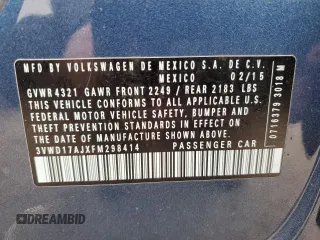 MFD BY VOLKSWAGEN DE MEXICO S.A. DE C.V.
MEXICO 02/15
GVWR 4321 GAWR FRONT 2249 / REAR 2183 LBS
THIS VEHICLE CONFORMS TO ALL APPLICABLE
U.S. FEDERAL MOTOR VEHICLE SAFETY, BUMPER AND
THEFT PREVENTION STANDARDS IN EFFECT ON THE
DATE OF MANUFACTURE SHOWN ABOVE.
3VWD17AJXFM298414 PASSENGER CAR
0716379 3018 M
DREAMBID